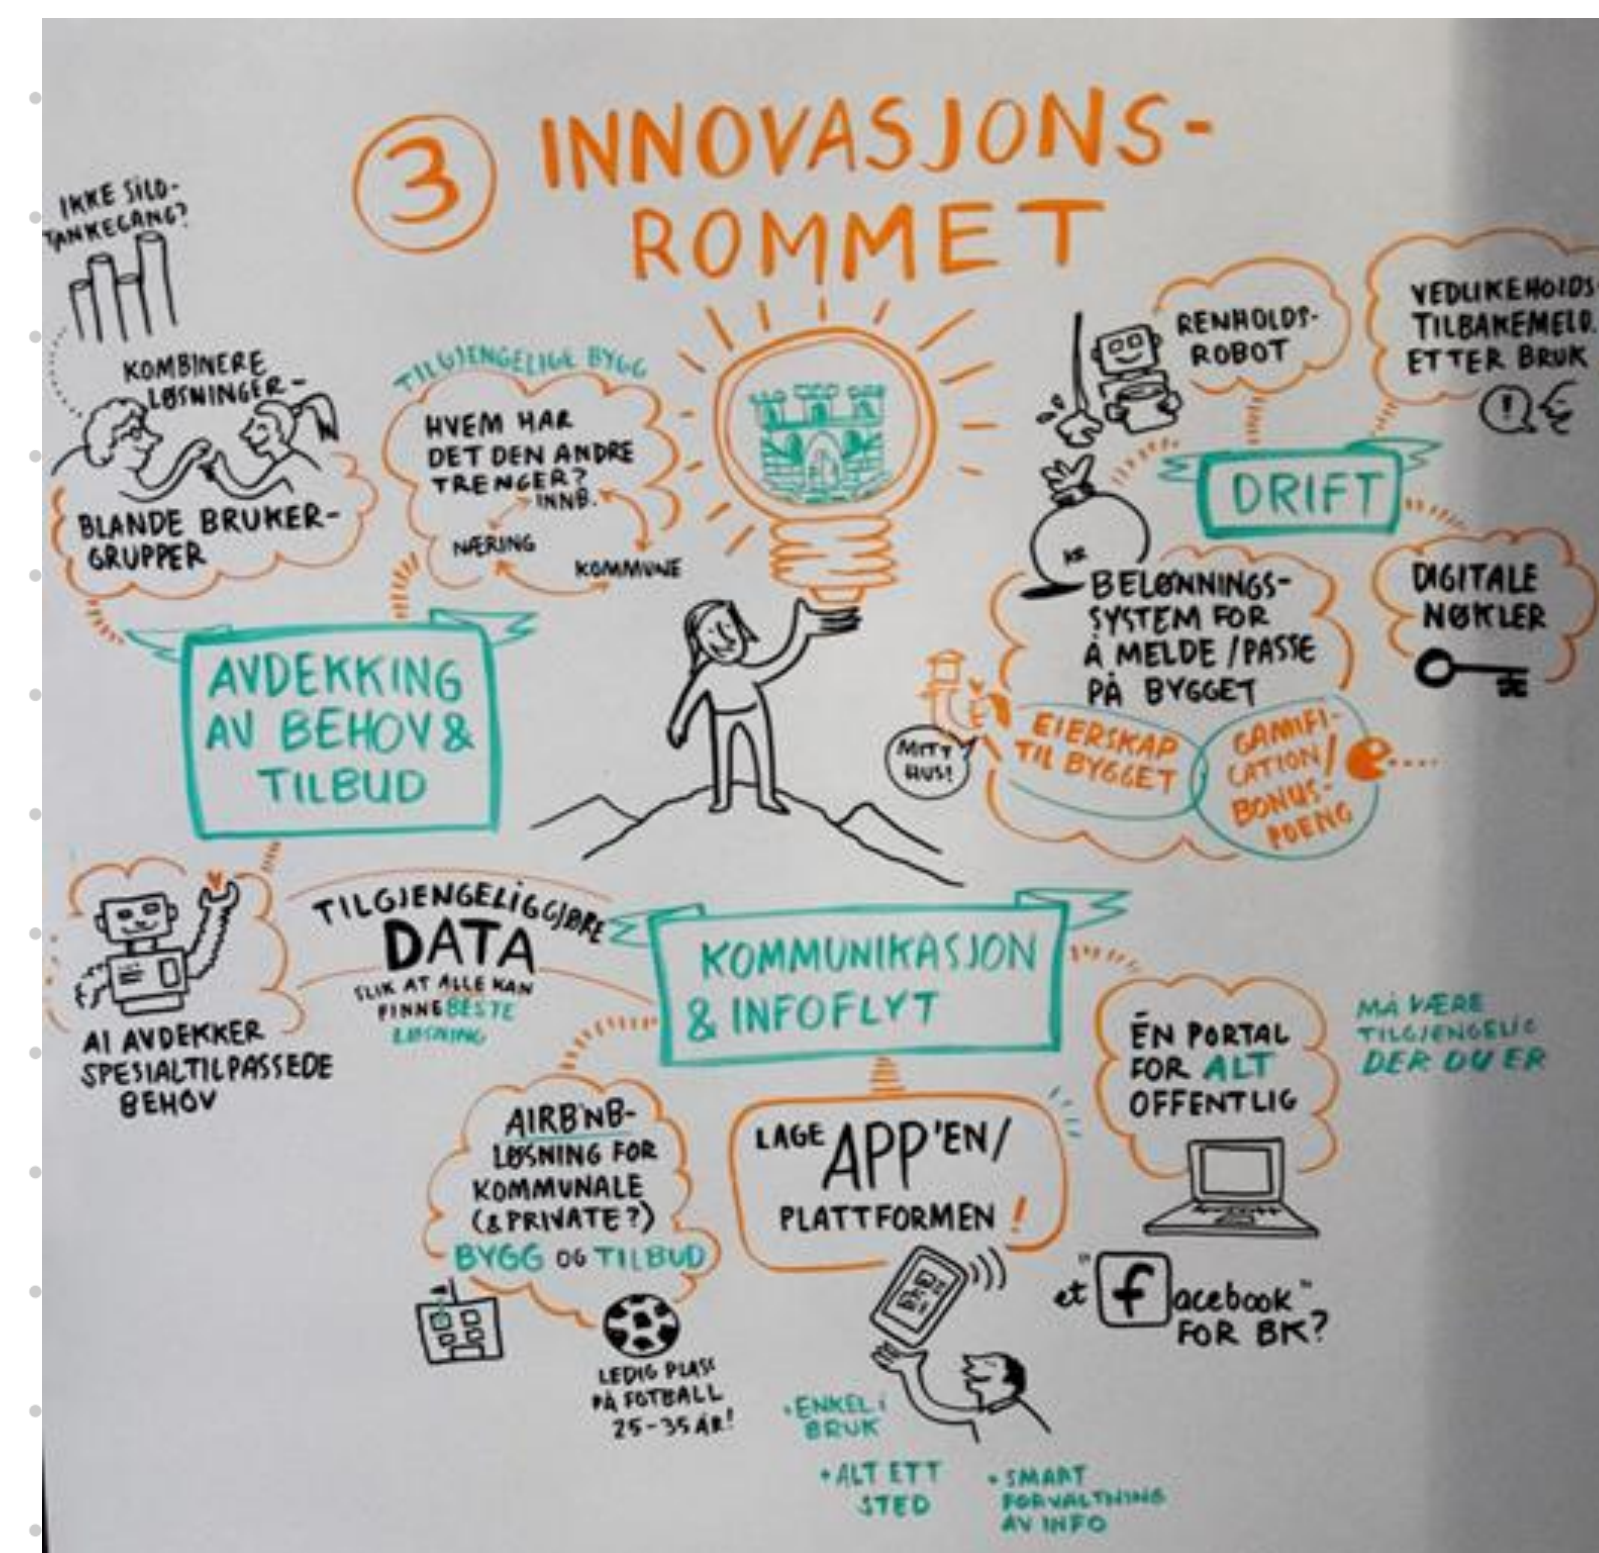 3 INNOVASJONS-
ROMMET
IKKE SILO-
TANKEGANG?
KOMBINERE
LØSNINGER-
BLANDE BRUKER-
GRUPPER
TILGJENGELIGE BYGG
HVEM HAR
DET DEN ANDRE
TRENGER?
INNB.
NÆRING
KOMMUNE
AVDEKKING
AV BEHOV &
TILBUD
AI AVDEKKER
SPESIALTILPASSEDE
BEHOV
RENHOLDS-
ROBOT
VEDLIKEHOLDS-
TILBAKEMELD.
ETTER BRUK
!
DRIFT
KR
BELØNNINGS-
SYSTEM FOR
Å MELDE / PASSE
PÅ BYGGET
DIGITALE
NØKLER
MITT
HUS!
EIERSKAP
TIL BYGGET
GAMIFI-
CATION/
BONUS-
POENG
TILGJENGELIGGJØRE
DATA
SLIK AT ALLE KAN
FINNE BESTE
LØSNING
KOMMUNIKASJON
& INFOFLYT
ÉN PORTAL
FOR ALT
OFFENTLIG
MÅ VÆRE
TILGJENGELIG
DER DU ER
AIRB'NB-
LØSNING FOR
KOMMUNALE
(& PRIVATE?)
BYGG OG TILBUD
LEDIG PLASS
PÅ FOTBALL
25-35 ÅR!
LAGE APP'EN/
PLATTFORMEN!
et "facebook"
FOR BK?
• ENKEL I
BRUK
• ALT ETT
STED
• SMART
FORVALTNING
AV INFO